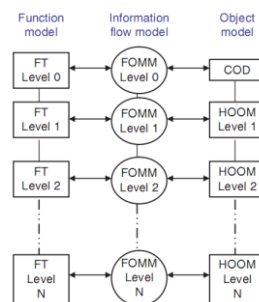 Function model
Information flow model
Object model
FT Level 0
FOMM Level 0
COD
FT Level 1
FOMM Level 1
HOOM Level 1
FT Level 2
FOMM Level 2
HOOM Level 2
FT Level N
FOMM Level N
HOOM Level N